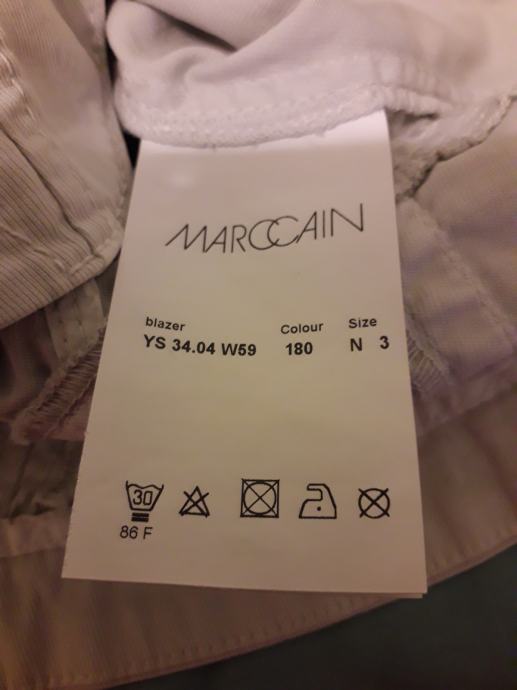 MARCCAIN
blazer Colour Size
YS 34.04 W59 180 N 3
30
86 F